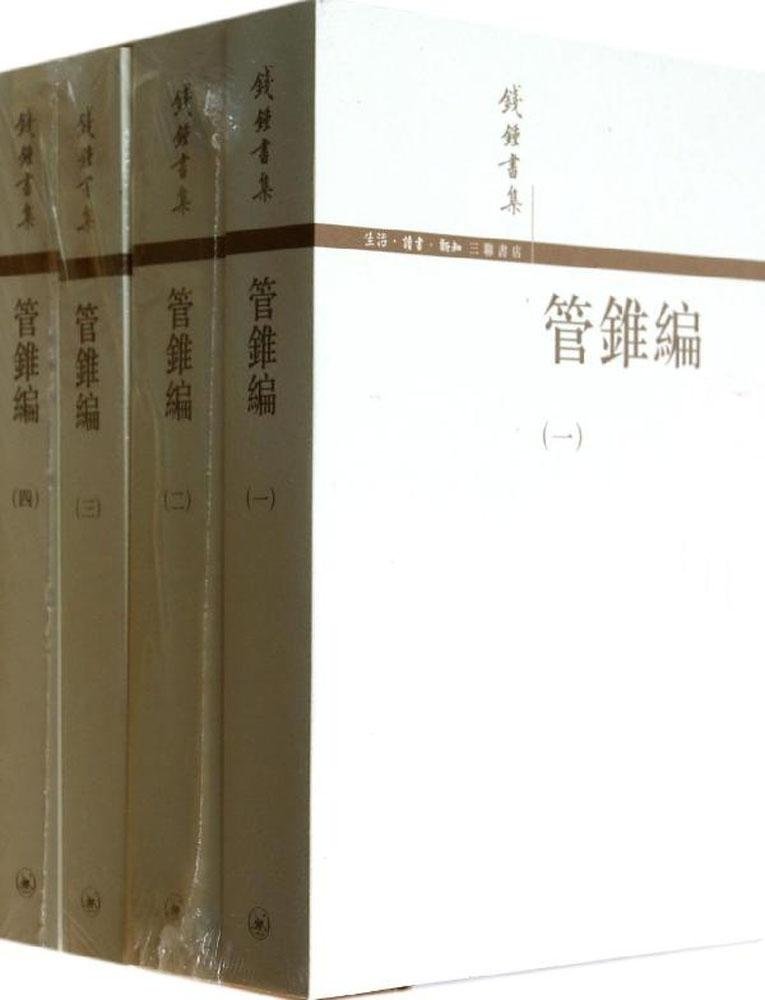 錢鍾書集
生活·讀書·新知 三聯書店
管錐編
(一)
錢鍾書集
管錐編
(一)
錢鍾書集
管錐編
(二)
錢鍾書集
管錐編
(三)
錢鍾書集
管錐編
(四)